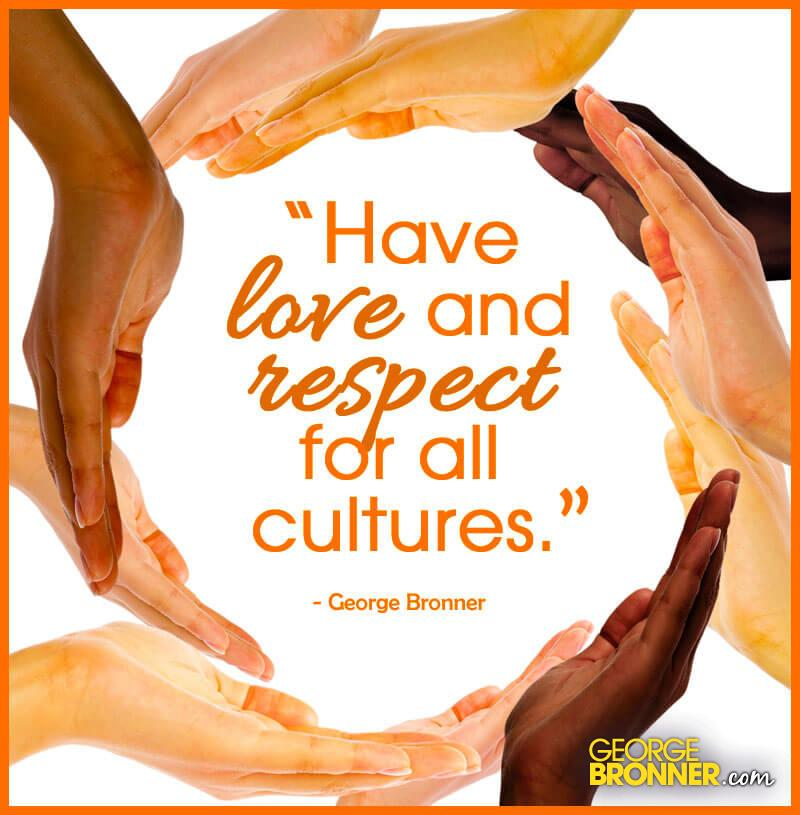 “Have
love and
respect
for all
cultures.”
- George Bronner
GEORGE
BRONNER.com